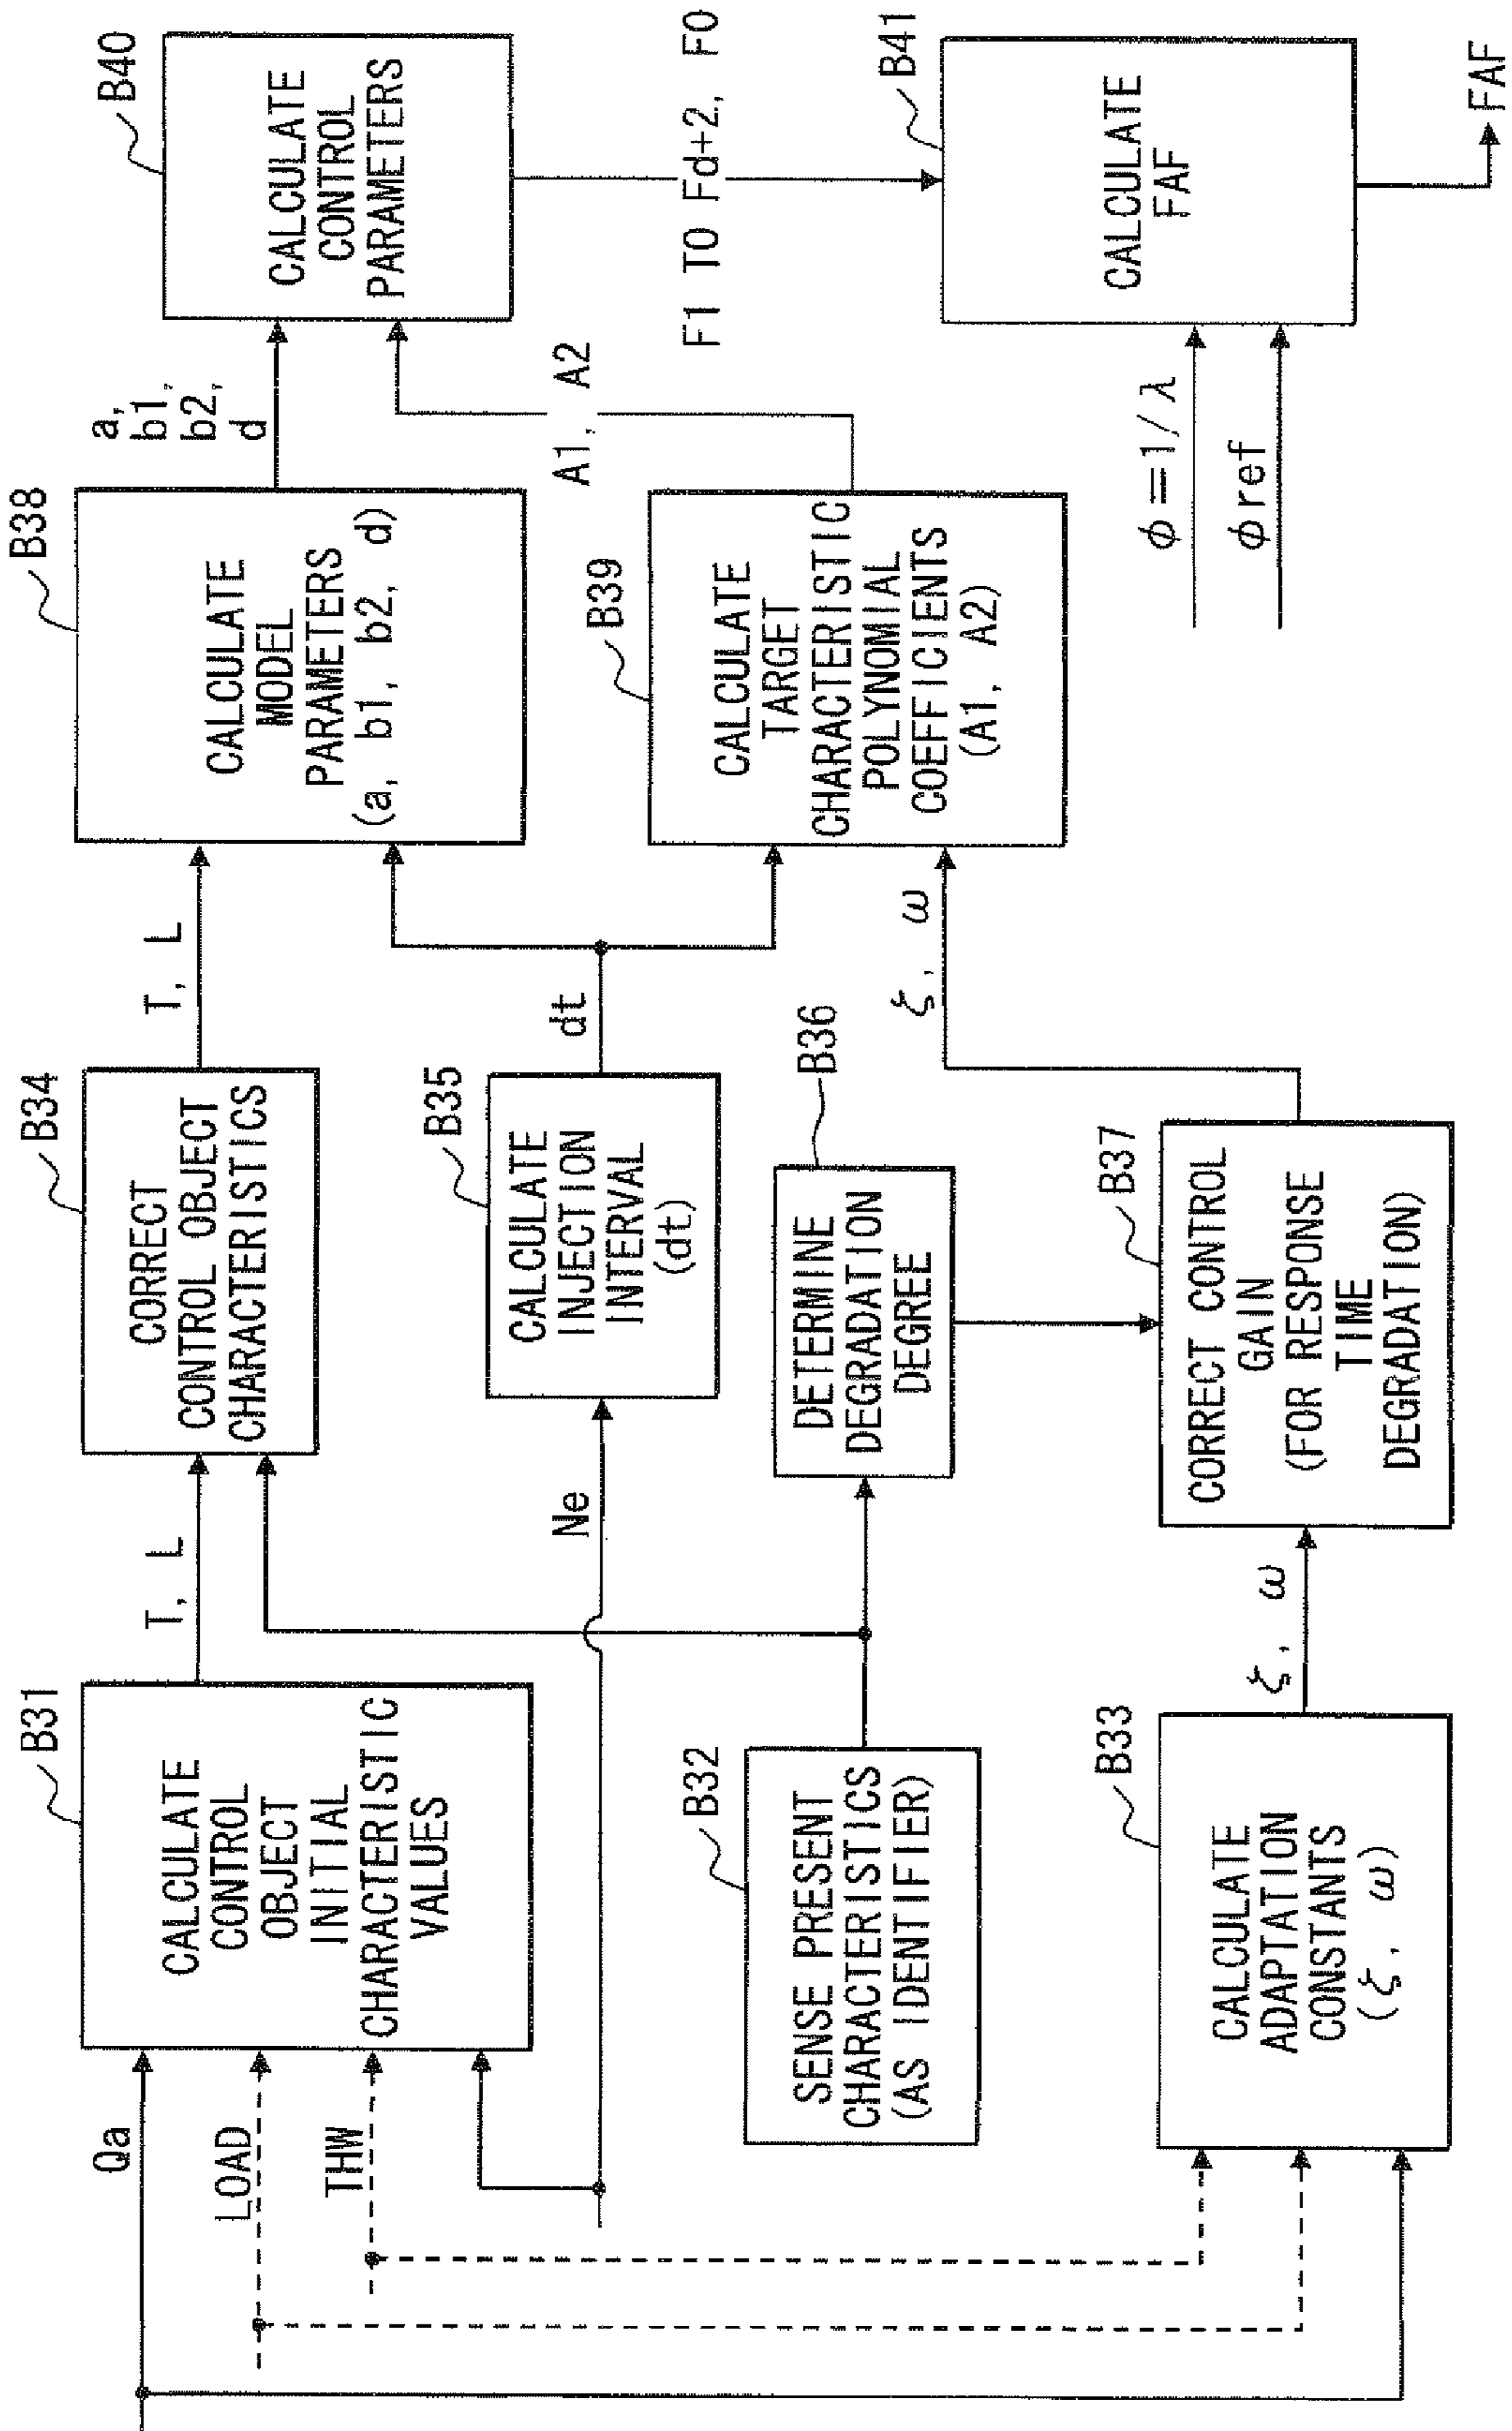 Qa
LOAD
THW
B31
CALCULATE
CONTROL
OBJECT
INITIAL
CHARACTERISTIC
VALUES
T, L
B34
CORRECT
CONTROL OBJECT
CHARACTERISTICS
T, L
B38
CALCULATE
MODEL
PARAMETERS
(a, b1, b2, d)
a,
b1,
b2,
d
B40
CALCULATE
CONTROL
PARAMETERS
Ne
B35
CALCULATE
INJECTION
INTERVAL
(dt)
dt
B32
SENSE PRESENT
CHARACTERISTICS
(AS IDENTIFIER)
B36
DETERMINE
DEGRADATION
DEGREE
B39
CALCULATE
TARGET
CHARACTERISTIC
POLYNOMIAL
COEFFICIENTS
(A1, A2)
A1, A2
F1 TO Fd+2, F0
B33
CALCULATE
ADAPTATION
CONSTANTS
(ζ, ω)
ζ, ω
B37
CORRECT CONTROL
GAIN
(FOR RESPONSE
TIME
DEGRADATION)
ζ, ω
φ=1/λ
φref
B41
CALCULATE
FAF
FAF